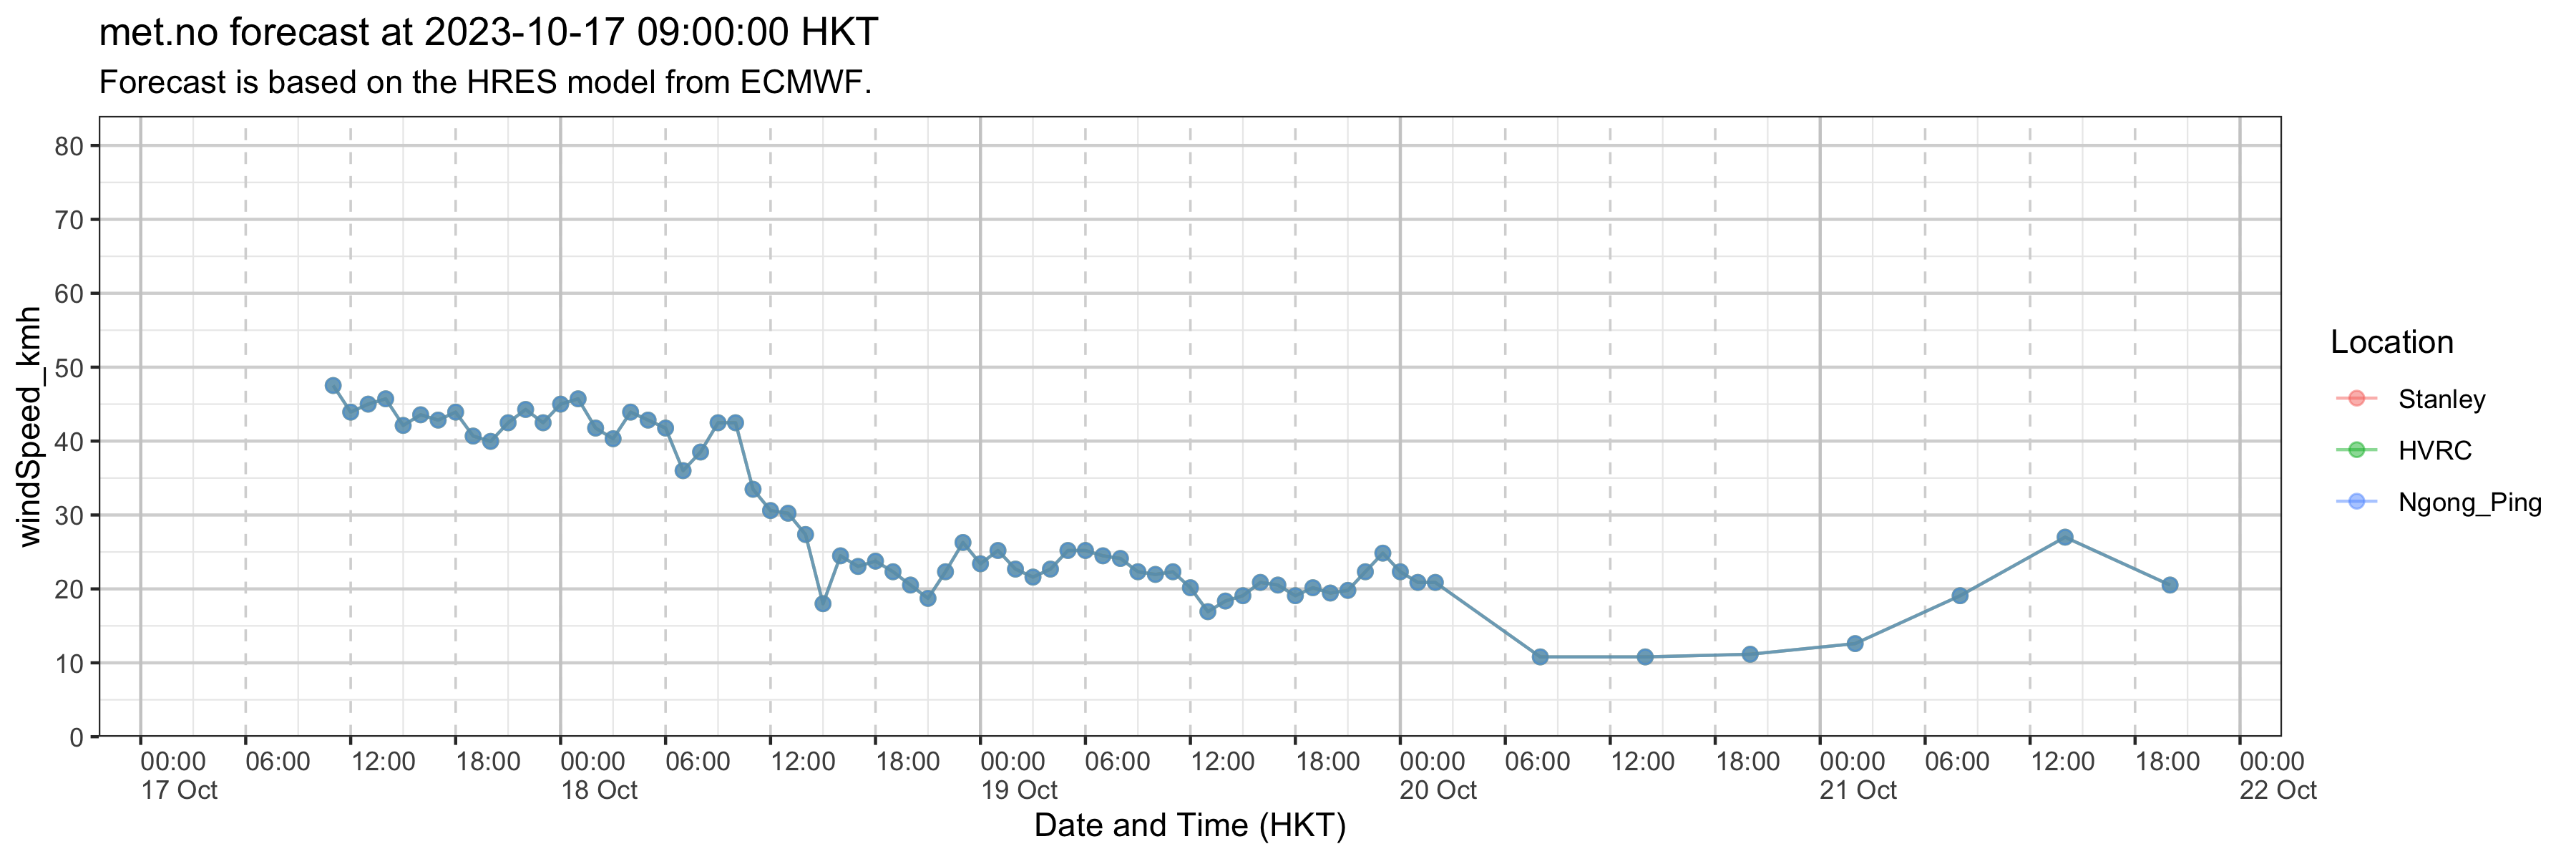 met.no forecast at 2023-10-17 09:00:00 HKT
Forecast is based on the HRES model from ECMWF.
windSpeed_kmh
80
70
60
50
40
30
20
10
0
00:00 06:00 12:00 18:00 00:00 06:00 12:00 18:00 00:00 06:00 12:00 18:00 00:00 06:00 12:00 18:00 00:00 06:00 12:00 18:00 00:00
17 Oct 18 Oct 19 Oct 20 Oct 21 Oct 22 Oct
Date and Time (HKT)
Location
Stanley
HVRC
Ngong_Ping